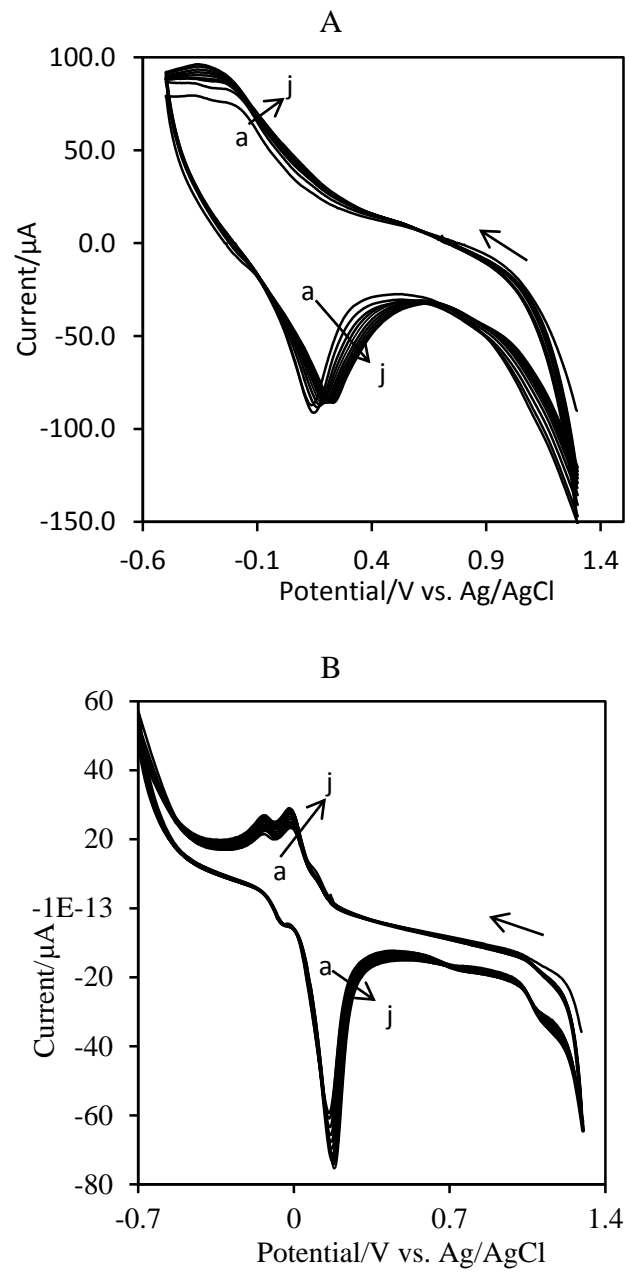 A
100.0
50.0
0.0
-50.0
-100.0
-150.0
Current/µA
j
a
a
j
-0.6
-0.1
0.4
0.9
1.4
Potential/V vs. Ag/AgCl
B
60
40
20
-1E-13
-20
-40
-60
-80
Current/µA
j
a
a
j
-0.7
0
0.7
1.4
Potential/V vs. Ag/AgCl